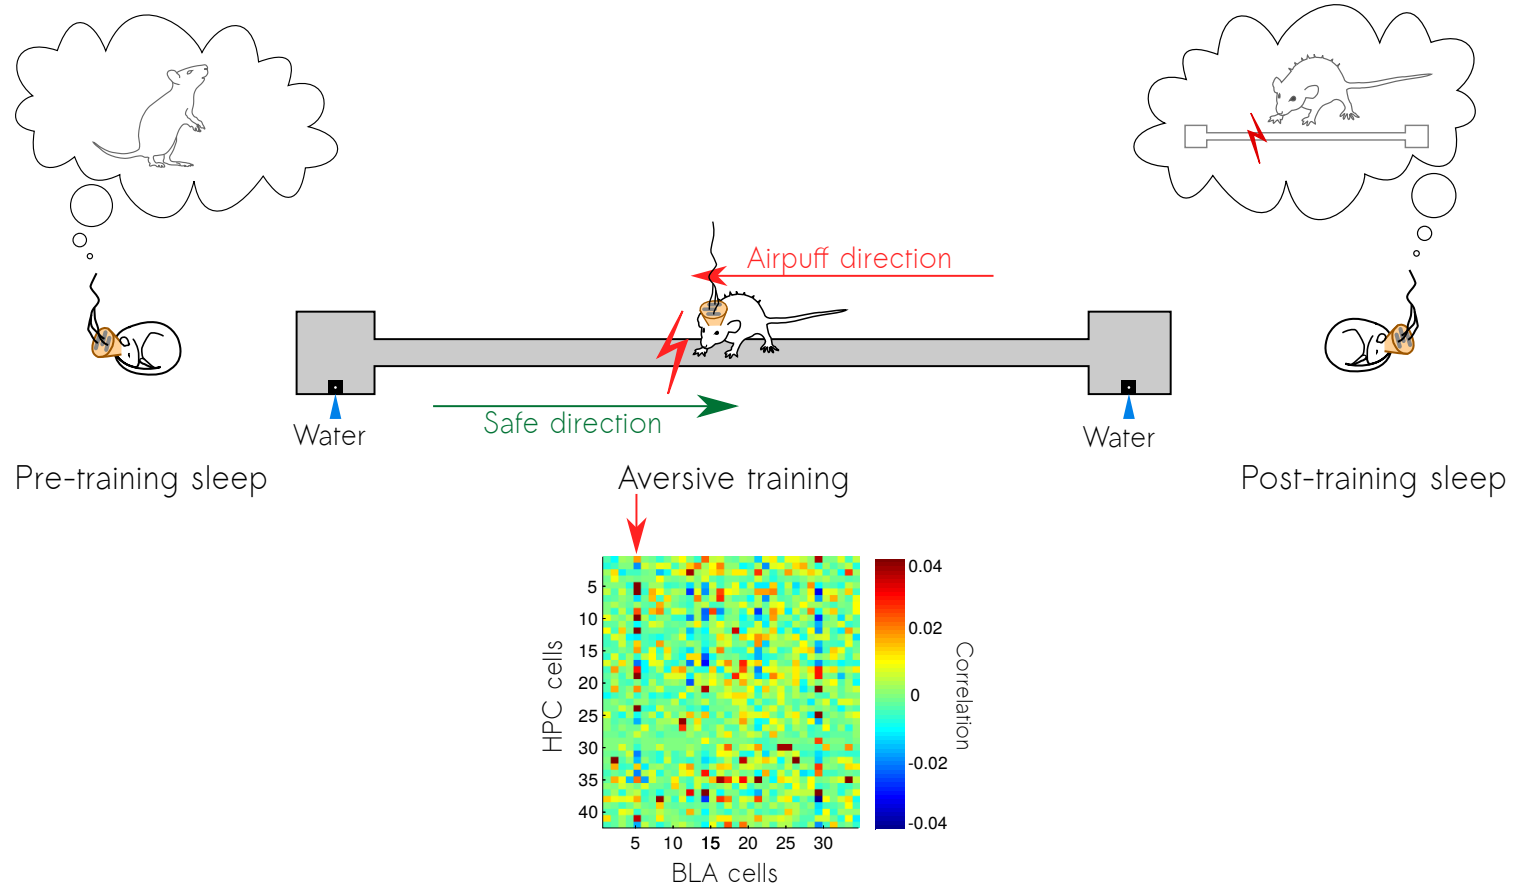 Airpuff direction
Safe direction
Water
Water
Pre-training sleep
Aversive training
Post-training sleep
HPC cells
5
10
15
20
25
30
35
40
5
10
15
20
25
30
BLA cells
0.04
0.02
0
-0.02
-0.04
Correlation